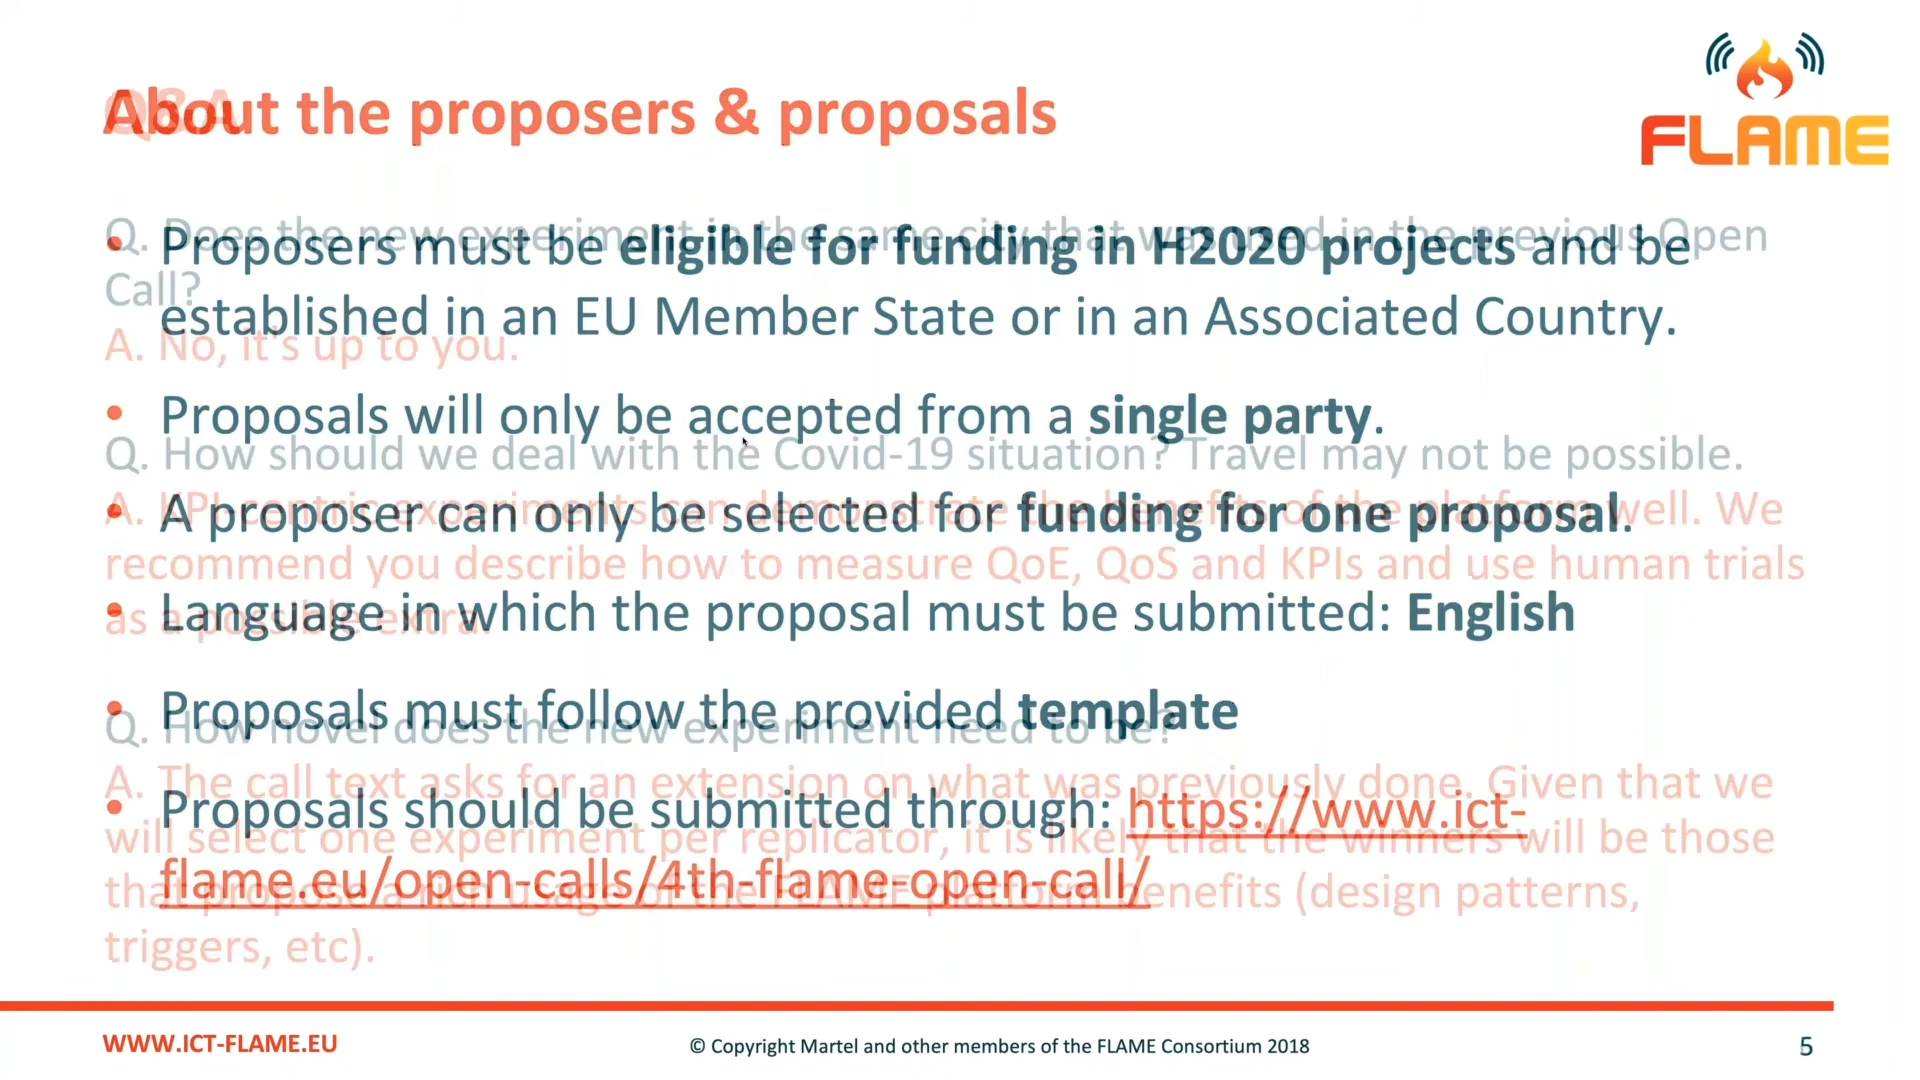 FLAME
About the proposers & proposals
• Proposers must be eligible for funding in H2020 projects and be
established in an EU Member State or in an Associated Country.
• Proposals will only be accepted from a single party.
• A proposer can only be selected for funding for one proposal.
• Language in which the proposal must be submitted: English
• Proposals must follow the provided template
• Proposals should be submitted through: https://www.ict-
flame.eu/open-calls/4th-flame-open-call/
Q&A
Q. Does the new experiment in the same city that was used in the previous Open
Call?
A. No, it's up to you.
Q. How should we deal with the Covid-19 situation? Travel may not be possible.
A. KPI-centric experiments can demonstrate the benefits of the platform well. We
recommend you describe how to measure QoE, QoS and KPIs and use human trials
as a possible extra.
Q. How novel does the new experiment need to be?
A. The call text asks for an extension on what was previously done. Given that we
will select one experiment per replicator, it is likely that the winners will be those
that propose a rich usage of the FLAME platform benefits (design patterns,
triggers, etc).
WWW.ICT-FLAME.EU
© Copyright Martel and other members of the FLAME Consortium 2018
5